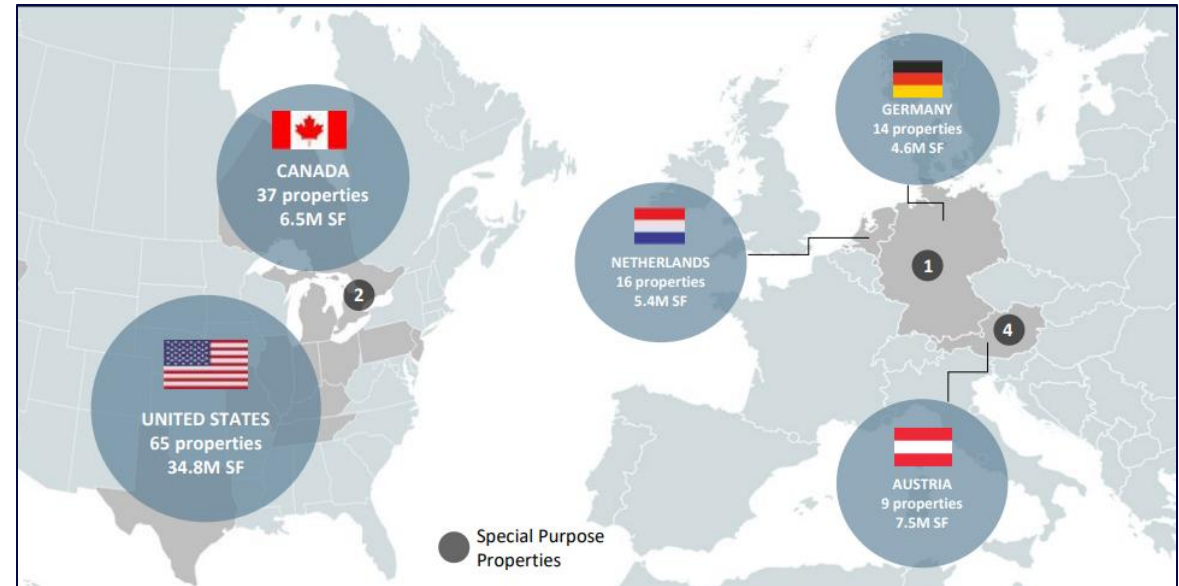 CANADA
37 properties
6.5M SF
2
UNITED STATES
65 properties
34.8M SF
GERMANY
14 properties
4.6M SF
NETHERLANDS
16 properties
5.4M SF
1
4
AUSTRIA
9 properties
7.5M SF
Special Purpose
Properties